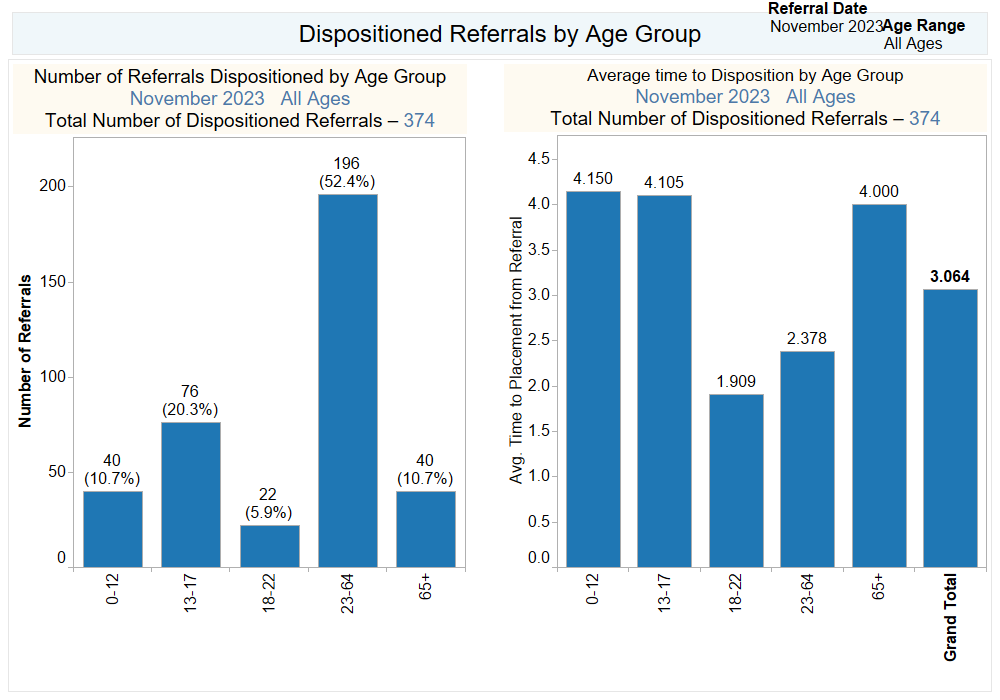 Referral Date
November 2023
Age Range
All Ages
Dispositioned Referrals by Age Group
Number of Referrals Dispositioned by Age Group
November 2023 All Ages
Total Number of Dispositioned Referrals – 374
Number of Referrals
200
150
100
50
0
40
(10.7%)
76
(20.3%)
22
(5.9%)
196
(52.4%)
40
(10.7%)
0-12
13-17
18-22
23-64
65+
Average time to Disposition by Age Group
November 2023 All Ages
Total Number of Dispositioned Referrals – 374
Avg. Time to Placement from Referral
4.5
4.0
3.5
3.0
2.5
2.0
1.5
1.0
0.5
0.0
4.150
4.105
1.909
2.378
4.000
3.064
0-12
13-17
18-22
23-64
65+
Grand Total